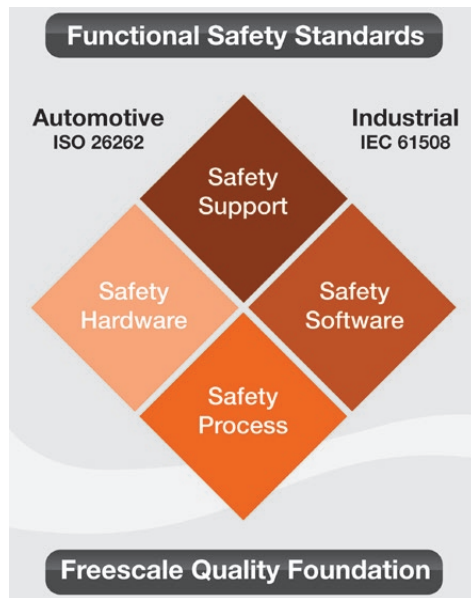 Functional Safety Standards
Automotive
ISO 26262
Industrial
IEC 61508
Safety
Support
Safety
Hardware
Safety
Software
Safety
Process
Freescale Quality Foundation